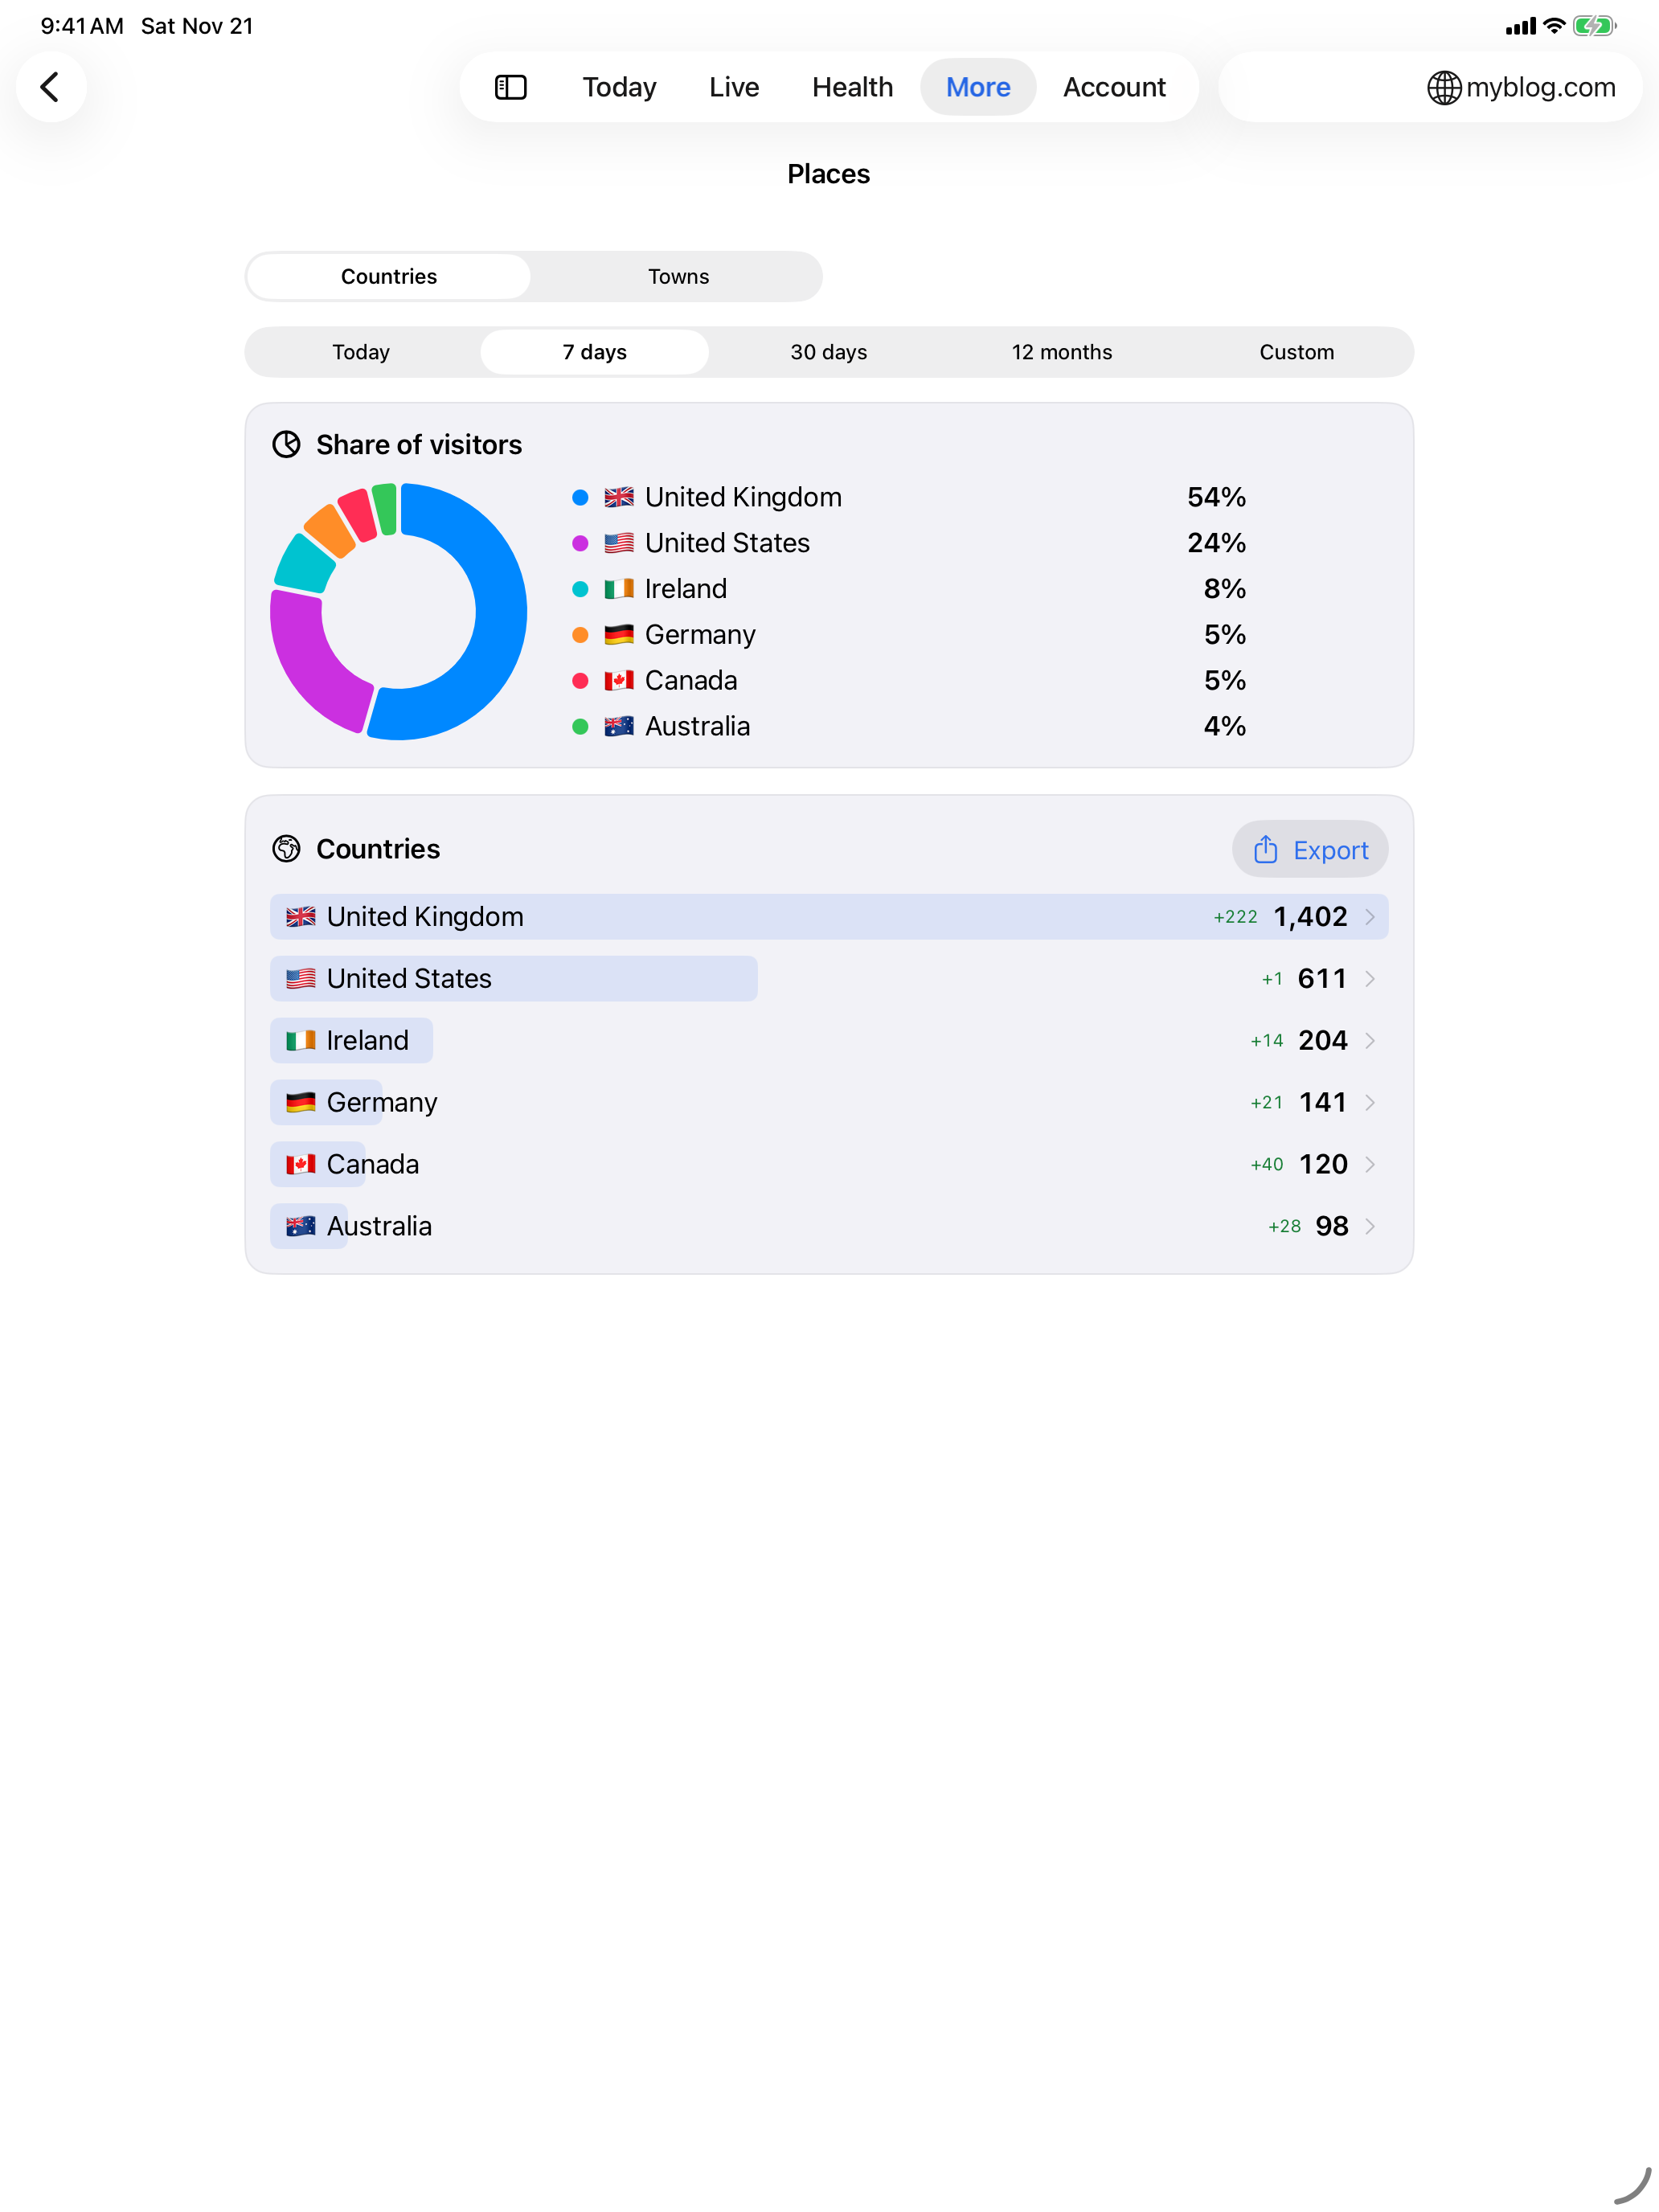 9:41 AM Sat Nov 21
Today Live Health More Account myblog.com
Places
Countries Towns
Today 7 days 30 days 12 months Custom
Share of visitors
United Kingdom 54%
United States 24%
Ireland 8%
Germany 5%
Canada 5%
Australia 4%
Countries Export
United Kingdom +222 1,402
United States +1 611
Ireland +14 204
Germany +21 141
Canada +40 120
Australia +28 98